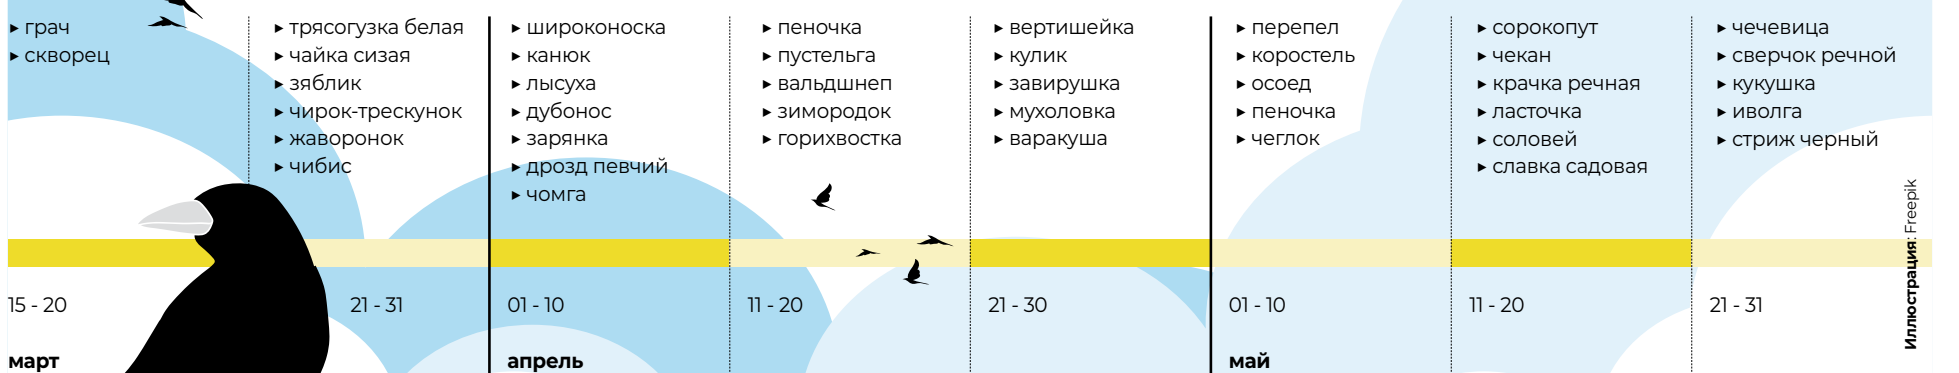 ▸ грач
▸ скворец
▸ трясогузка белая
▸ чайка сизая
▸ зяблик
▸ чирок-трескунок
▸ жаворонок
▸ чибис
▸ широконоска
▸ канюк
▸ лысуха
▸ дубонос
▸ зарянка
▸ дрозд певчий
▸ чомга
▸ пеночка
▸ пустельга
▸ вальдшнеп
▸ зимородок
▸ горихвостка
▸ вертишейка
▸ кулик
▸ завирушка
▸ мухоловка
▸ варакуша
▸ перепел
▸ коростель
▸ осоед
▸ пеночка
▸ чеглок
▸ сорокопут
▸ чекан
▸ крачка речная
▸ ласточка
▸ соловей
▸ славка садовая
▸ чечевица
▸ сверчок речной
▸ кукушка
▸ иволга
▸ стриж черный
15 - 20
21 - 31
01 - 10
11 - 20
21 - 30
01 - 10
11 - 20
21 - 31
март
апрель
май
Иллюстрация: Freepik